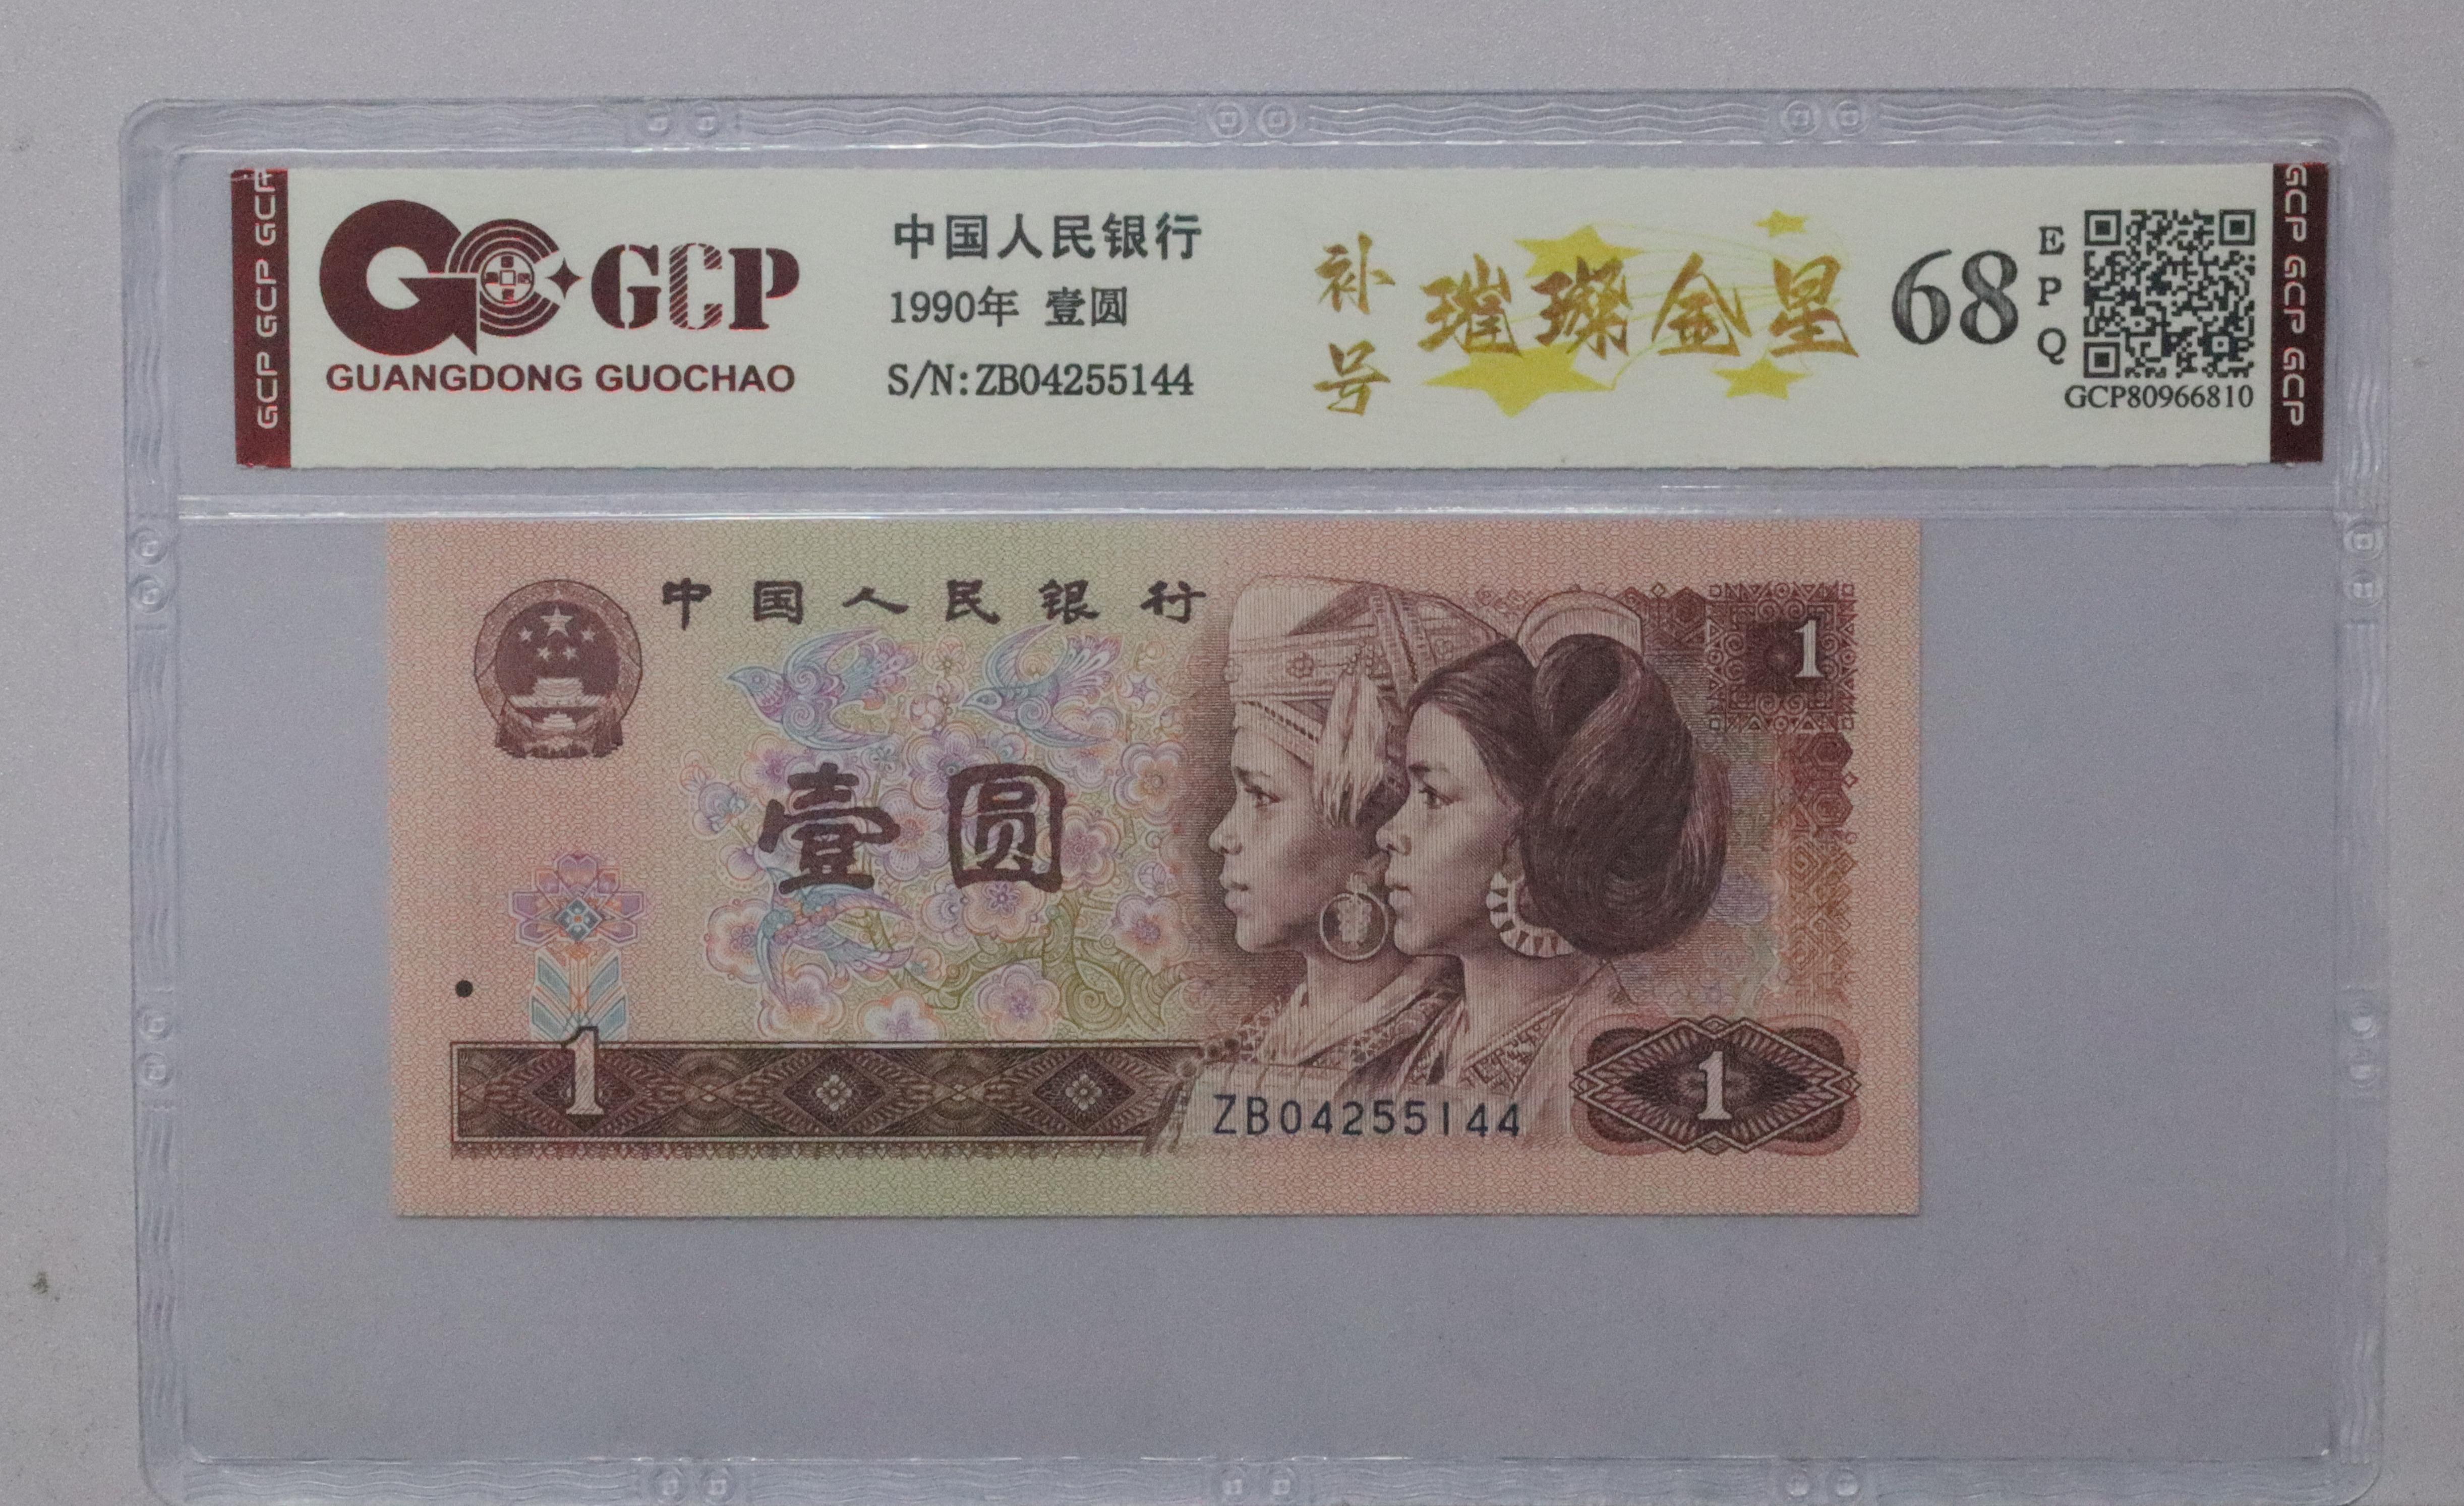 GCP GCP GCP
GCP
GUANGDONG GUOCHAO
中国人民银行
1990年 壹圆
S/N:ZB04255144
补号
璀璨金星
68
EPQ
GCP80966810
GCP GCP GCP
中国人民银行
1
壹圆
1
ZB04255144
1